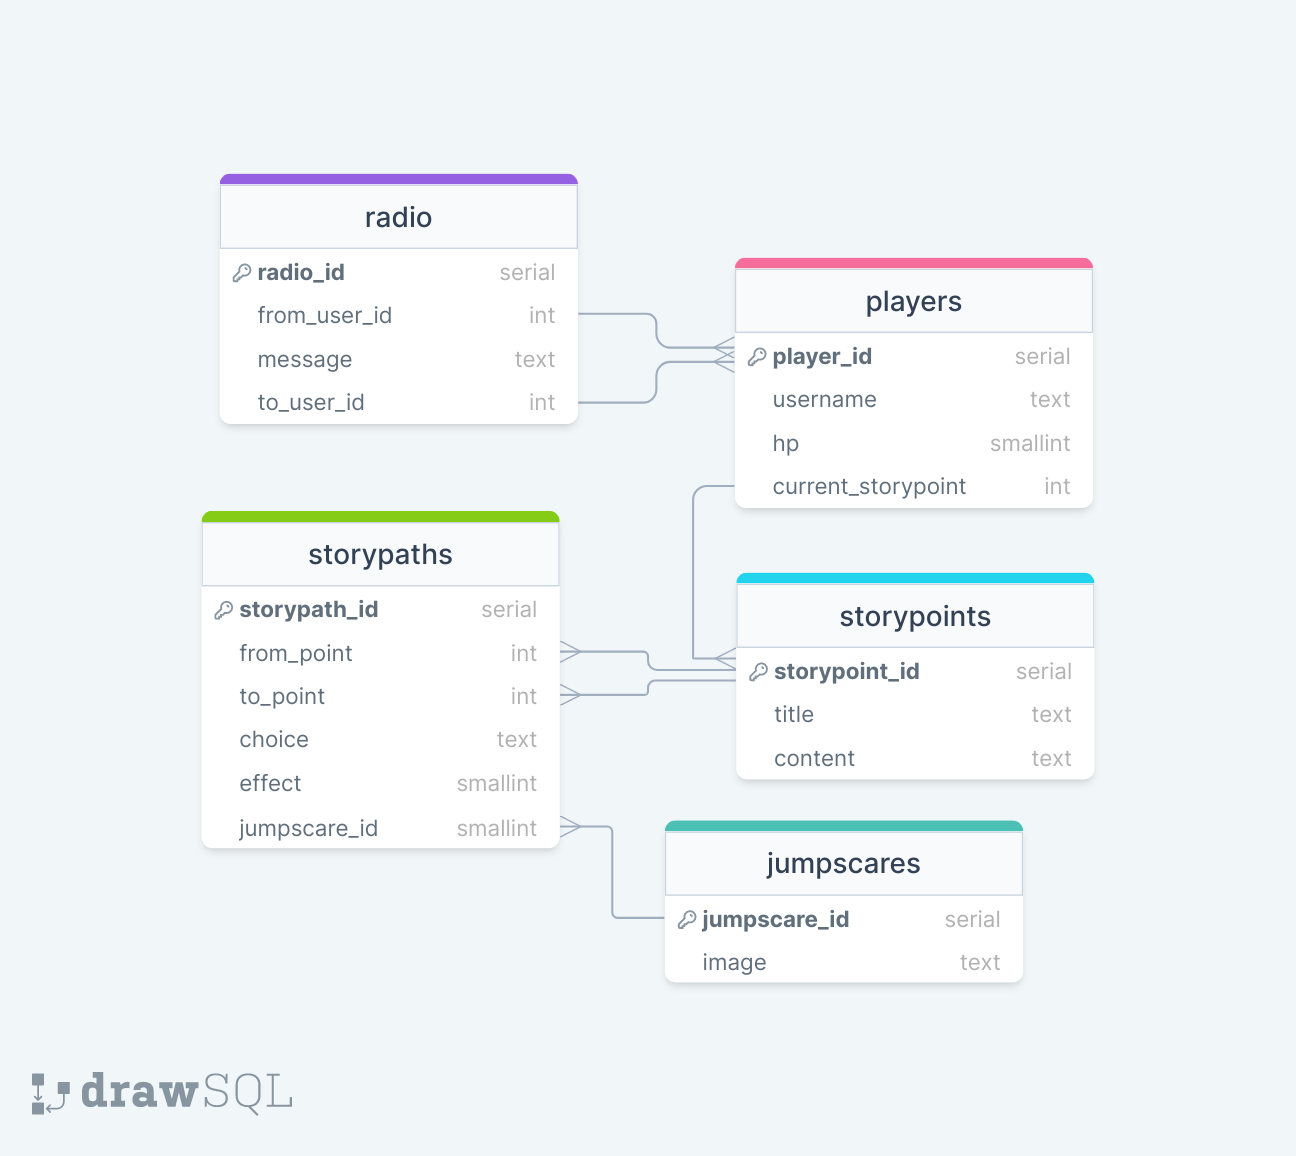 radio
radio_id serial
from_user_id int
message text
to_user_id int
players
player_id serial
username text
hp smallint
current_storypoint int
storypaths
storypath_id serial
from_point int
to_point int
choice text
effect smallint
jumpscare_id smallint
storypoints
storypoint_id serial
title text
content text
jumpscares
jumpscare_id serial
image text
drawSQL